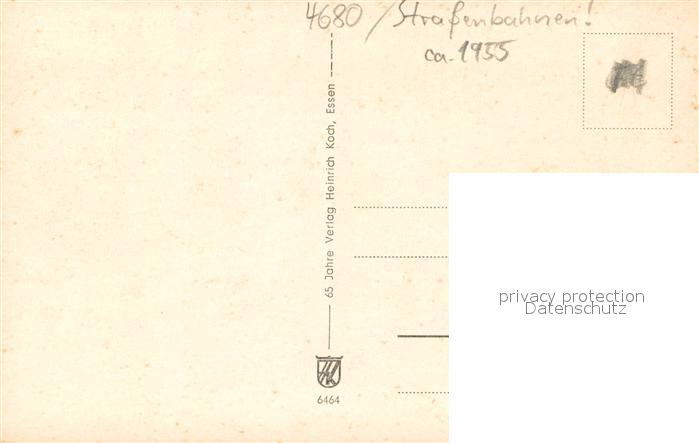 4680 / Straßenbahnen!
ca. 1955
65 Jahre Verlag Heinrich Koch, Essen
6464
privacy protection
Datenschutz